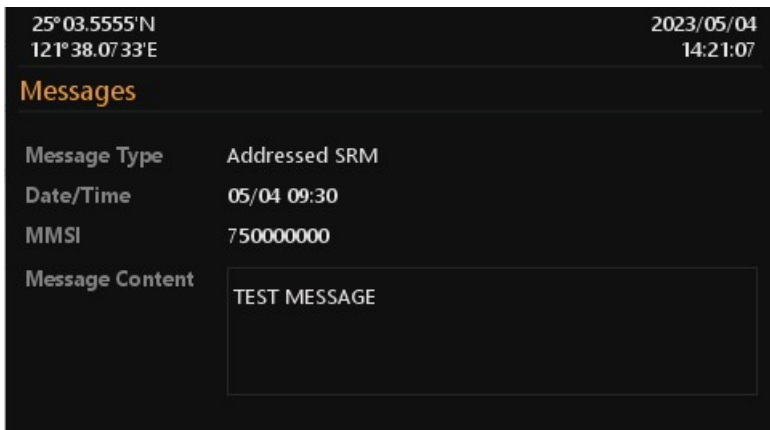 25°03.5555'N 2023/05/04
121°38.0733'E 14:21:07
Messages
Message Type Addressed SRM
Date/Time 05/04 09:30
MMSI 750000000
Message Content
TEST MESSAGE